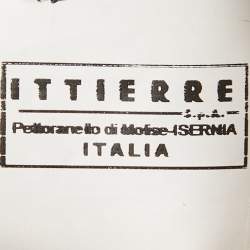 ITTIERRE
s.p.a.
Pettoranello di Molise-ISERNIA
ITALIA